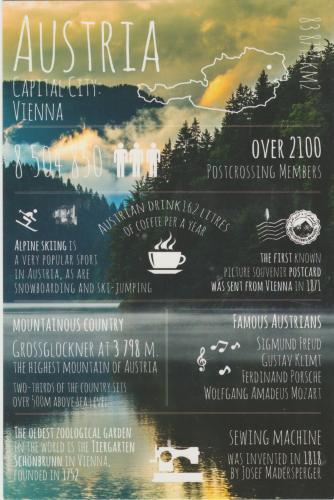 AUSTRIA
CAPITAL CITY:
VIENNA
83 879 KM2
8 504 850
OVER 2100
POSTCROSSING MEMBERS
AUSTRIAN DRINK 162 LITRES
OF COFFEE PER A YEAR
ALPINE SKIING IS
A VERY POPULAR SPORT
IN AUSTRIA, AS ARE
SNOWBOARDING AND SKI-JUMPING
THE FIRST KNOWN
PICTURE SOUVENIR POSTCARD
WAS SENT FROM VIENNA IN 1871
MOUNTAINOUS COUNTRY
GROSSGLOCKNER AT 3 798 M.
THE HIGHEST MOUNTAIN OF AUSTRIA
TWO-THIRDS OF THE COUNTRY SITS
OVER 500M ABOVE SEA LEVEL
FAMOUS AUSTRIANS
SIGMUND FREUD
GUSTAV KLIMT
FERDINAND PORSCHE
WOLFGANG AMADEUS MOZART
THE OLDEST ZOOLOGICAL GARDEN
IN THE WORLD IS THE TIERGARTEN
SCHÖNBRUNN IN VIENNA,
FOUNDED IN 1752
SEWING MACHINE
WAS INVENTED IN 1818
BY JOSEF MADERSPERGER